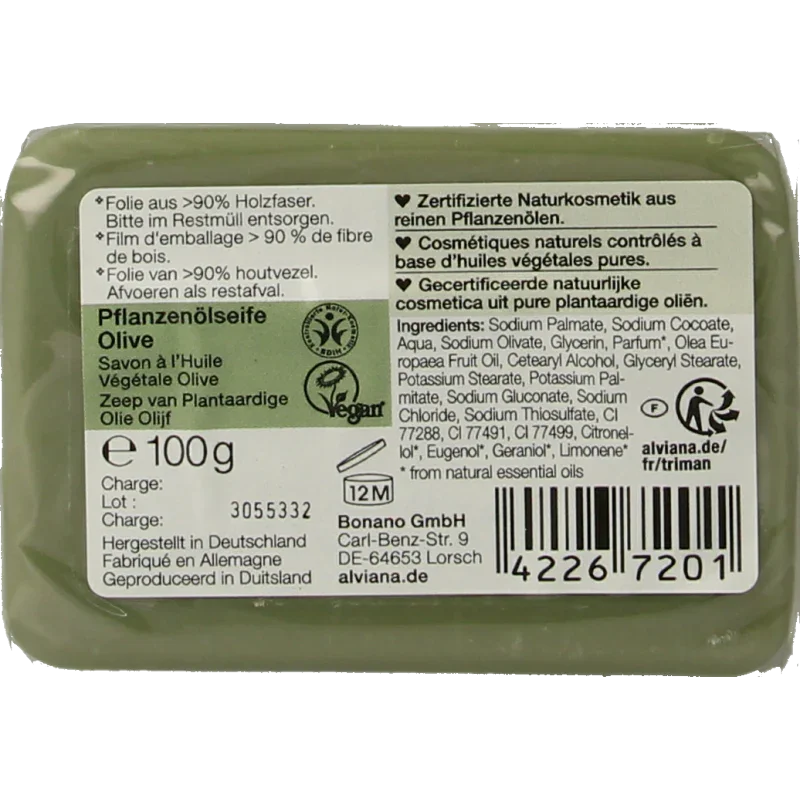 *Folie aus >90% Holzfaser.
Bitte im Restmüll entsorgen.
*Film d'emballage > 90 % de fibre
de bois.
*Folie van >90% houtvezel.
Afvoeren als restafval.
Pflanzenölseife
Olive
Savon à l'Huile
Végétale Olive
Zeep van Plantaardige
Olie Olijf
BDIH
Vegan
℮ 100g
Charge:
Lot :
Charge:
3055332
Hergestellt in Deutschland
Fabriqué en Allemagne
Geproduceerd in Duitsland
12M
Bonano GmbH
Carl-Benz-Str. 9
DE-64653 Lorsch
alviana.de
♥ Zertifizierte Naturkosmetik aus
reinen Pflanzenölen.
♥ Cosmétiques naturels contrôlés à
base d'huiles végétales pures.
♥ Gecertificeerde natuurlijke
cosmetica uit pure plantaardige oliën.
Ingredients: Sodium Palmate, Sodium Cocoate,
Aqua, Sodium Olivate, Glycerin, Parfum*, Olea Eu-
ropaea Fruit Oil, Cetearyl Alcohol, Glyceryl Stearate,
Potassium Stearate, Potassium Pal-
mitate, Sodium Gluconate, Sodium
Chloride, Sodium Thiosulfate, CI
77288, CI 77491, CI 77499, Citronel-
lol*, Eugenol*, Geraniol*, Limonene*
* from natural essential oils
F
alviana.de/
fr/triman
4226 7201